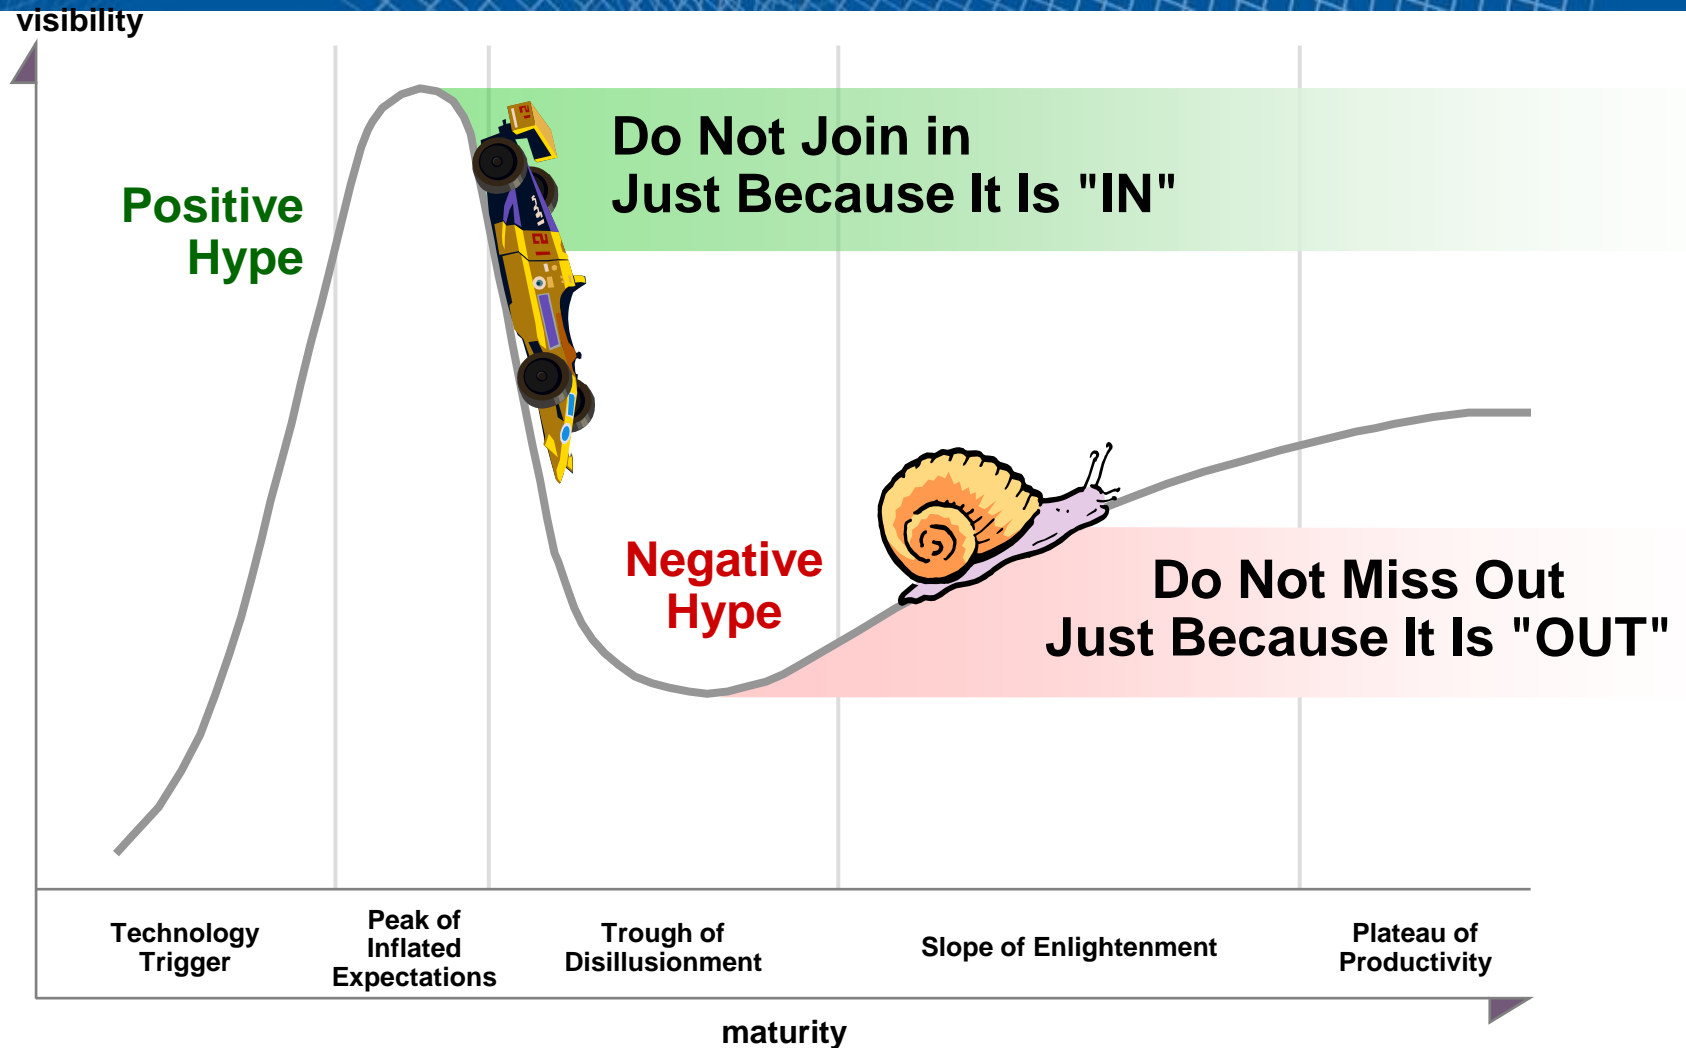 visibility
Do Not Join in
Just Because It Is "IN"
Positive
Hype
21
21
Negative
Hype
Do Not Miss Out
Just Because It Is "OUT"
Technology
Trigger
Peak of
Inflated
Expectations
Trough of
Disillusionment
Slope of Enlightenment
Plateau of
Productivity
maturity